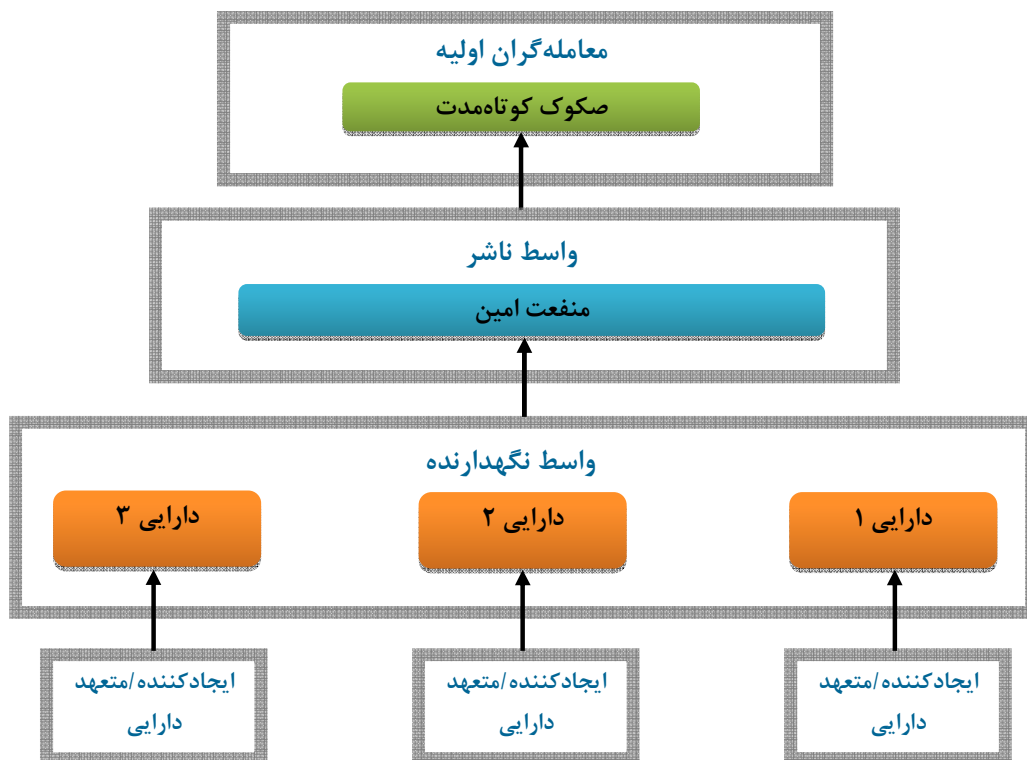 معامله‌گران اولیه
صکوک کوتاه‌مدت
واسط ناشر
منفعت امین
واسط نگهدارنده
دارایی ۱
دارایی ۲
دارایی ۳
ایجادکننده/متعهد
دارایی
ایجادکننده/متعهد
دارایی
ایجادکننده/متعهد
دارایی